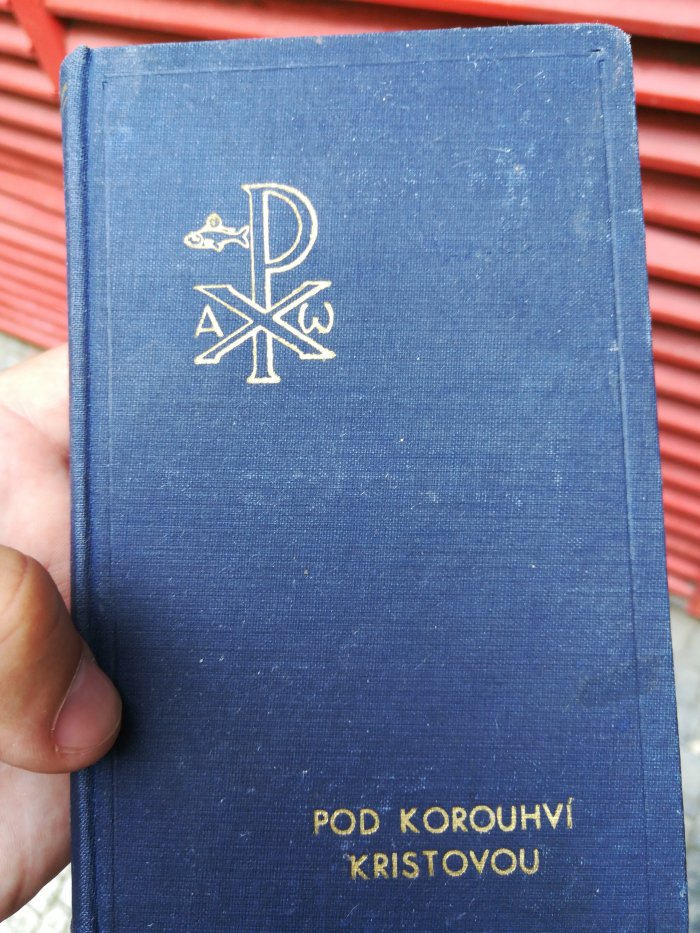 A ☧ ω
POD KOROUHVÍ
KRISTOVOU